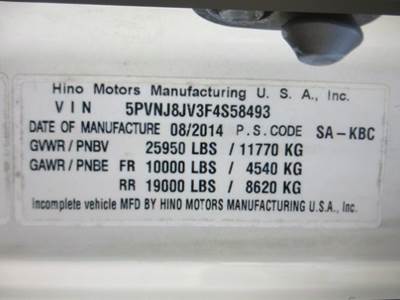 Hino Motors Manufacturing U. S. A., Inc.
VIN 5PVNJ8JV3F4S58493
DATE OF MANUFACTURE 08/2014 P.S.CODE SA-KBC
GVWR / PNBV 25950 LBS / 11770 KG
GAWR / PNBE FR 10000 LBS / 4540 KG
RR 19000 LBS / 8620 KG
incomplete vehicle MFD BY HINO MOTORS MANUFACTURING U.S.A., Inc.